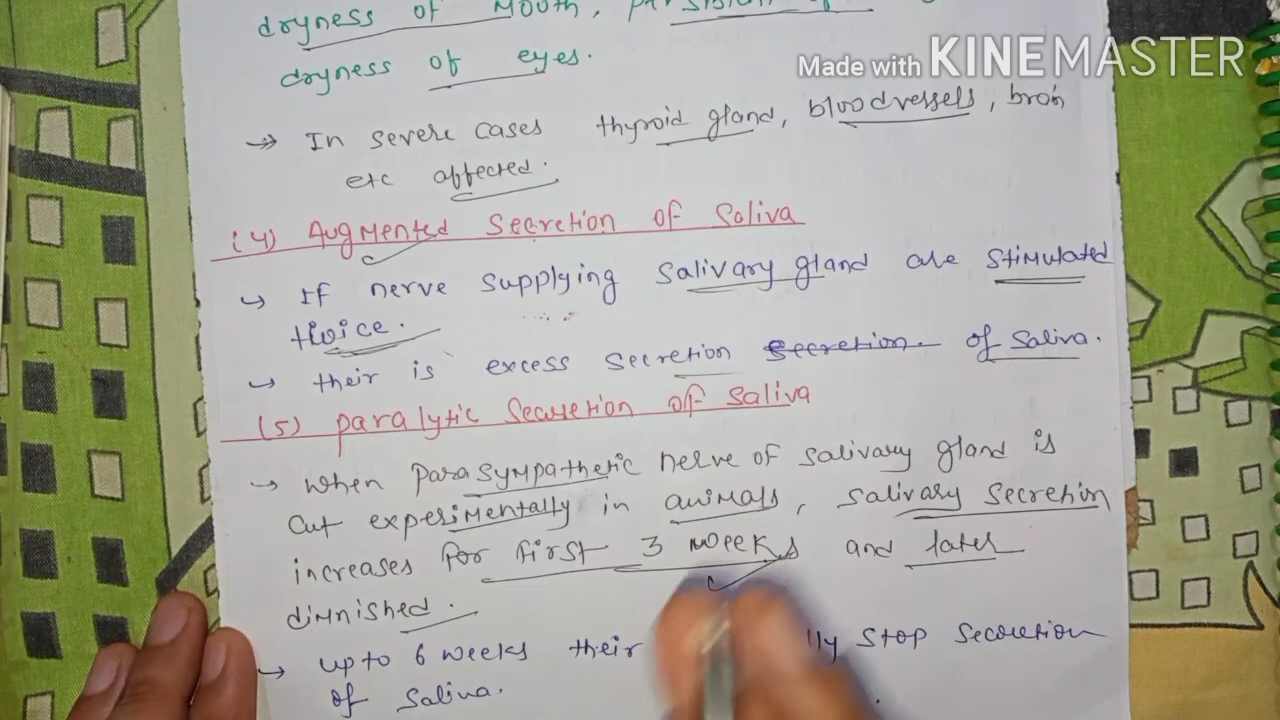 dryness of Mouth,
dryness of eyes.
Made with KINEMASTER
→ In severe cases thyroid gland, bloodvessels,
etc affected.
(4) Augmented Secretion of Saliva
→ If nerve supplying salivary gland are stimulated
twice.
→ their is excess secretion secretion of saliva.
(5) paralytic Secretion of Saliva
→ when parasympathetic nerve of salivary gland is
cut experimentally in animals, salivary secretion
increases for first 3 weeks and later
diminished.
→ up to 6 weeks their stop secretion
of saliva.